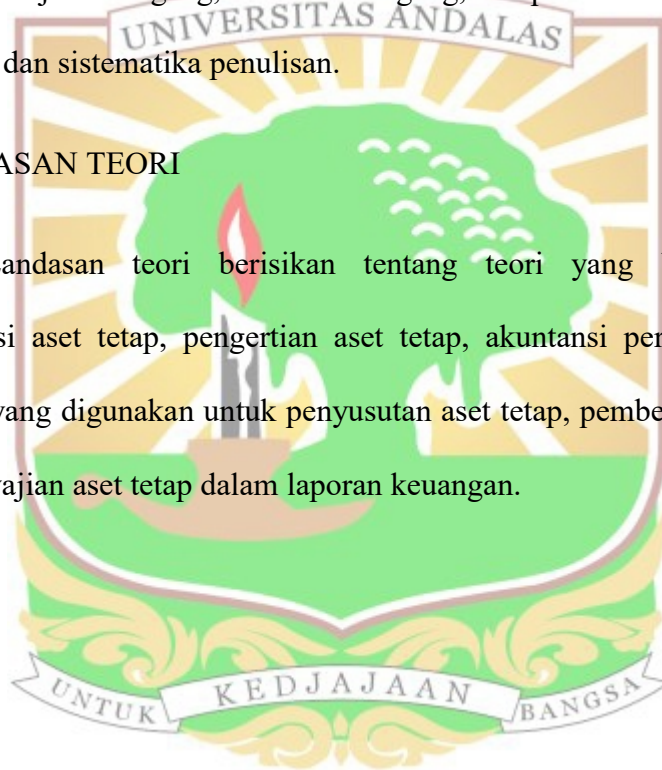 UNIVERSITAS ANDALAS
dan sistematika penulisan.
ASAN TEORI
andasan teori berisikan tentang teori yang
si aset tetap, pengertian aset tetap, akuntansi per
yang digunakan untuk penyusutan aset tetap, pembe
ajian aset tetap dalam laporan keuangan.
UNTUK KEDJAJAAN BANGSA